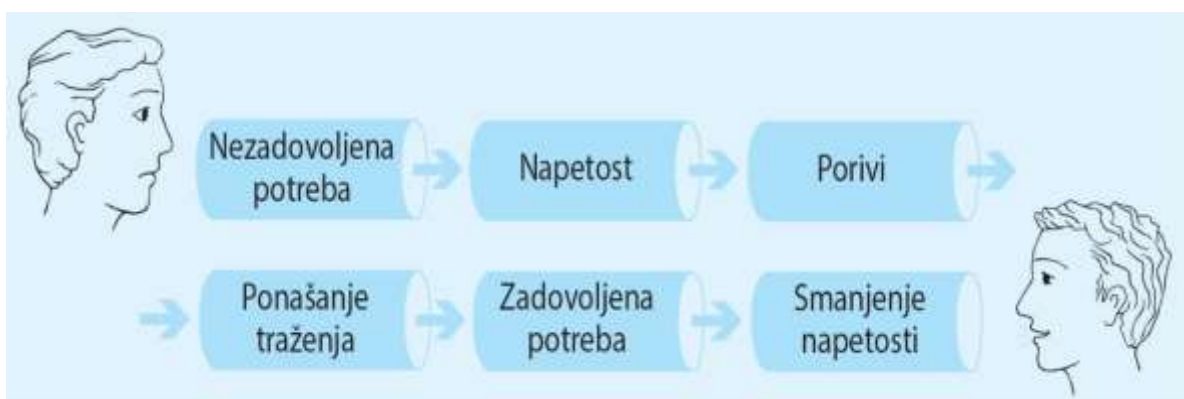 Nezadovoljena
potreba
Napetost
Porivi
Ponašanje
traženja
Zadovoljena
potreba
Smanjenje
napetosti